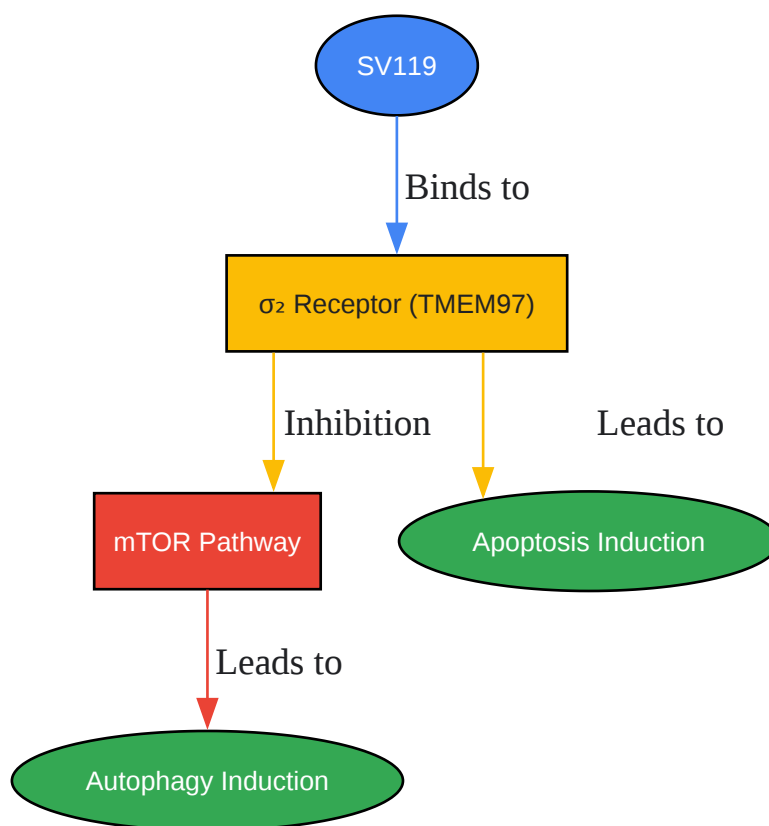 SV119
Binds to
σ₂ Receptor (TMEM97)
Inhibition
Leads to
mTOR Pathway
Apoptosis Induction
Leads to
Autophagy Induction